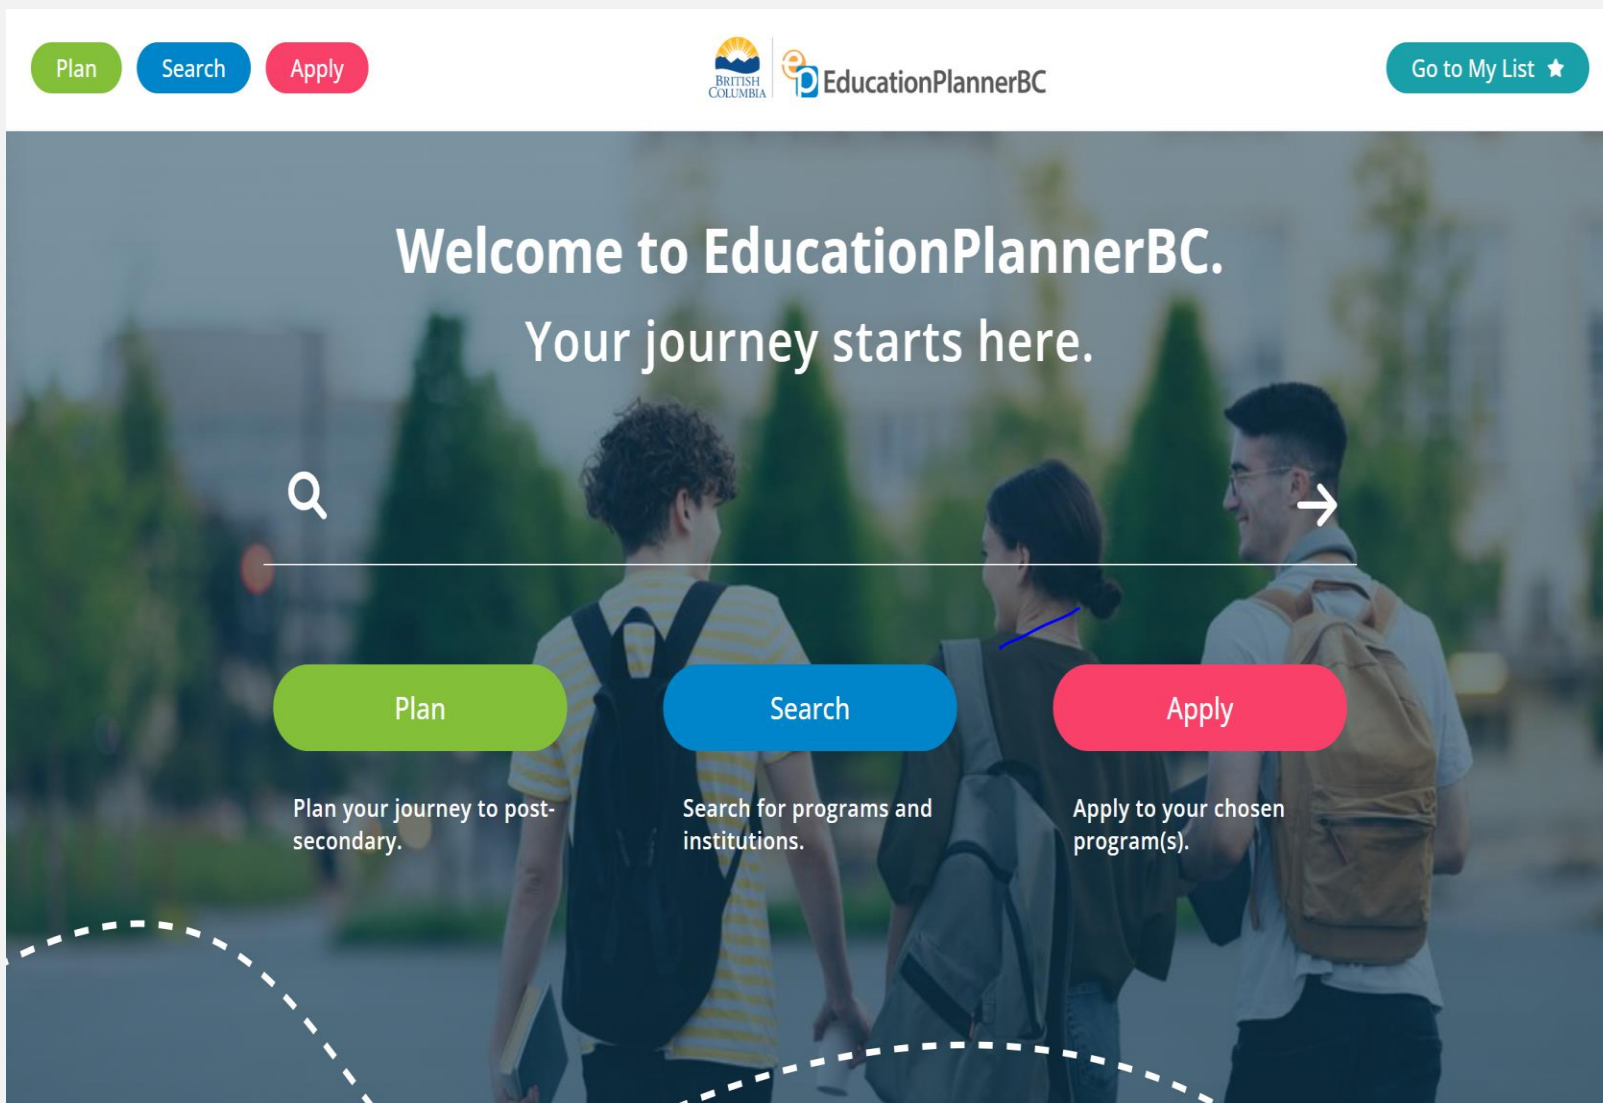 Plan
Search
Apply
BRITISH
COLUMBIA
ep EducationPlannerBC
Go to My List
Welcome to EducationPlannerBC.
Your journey starts here.
Plan
Search
Apply
Plan your journey to post-
secondary.
Search for programs and
institutions.
Apply to your chosen
program(s).